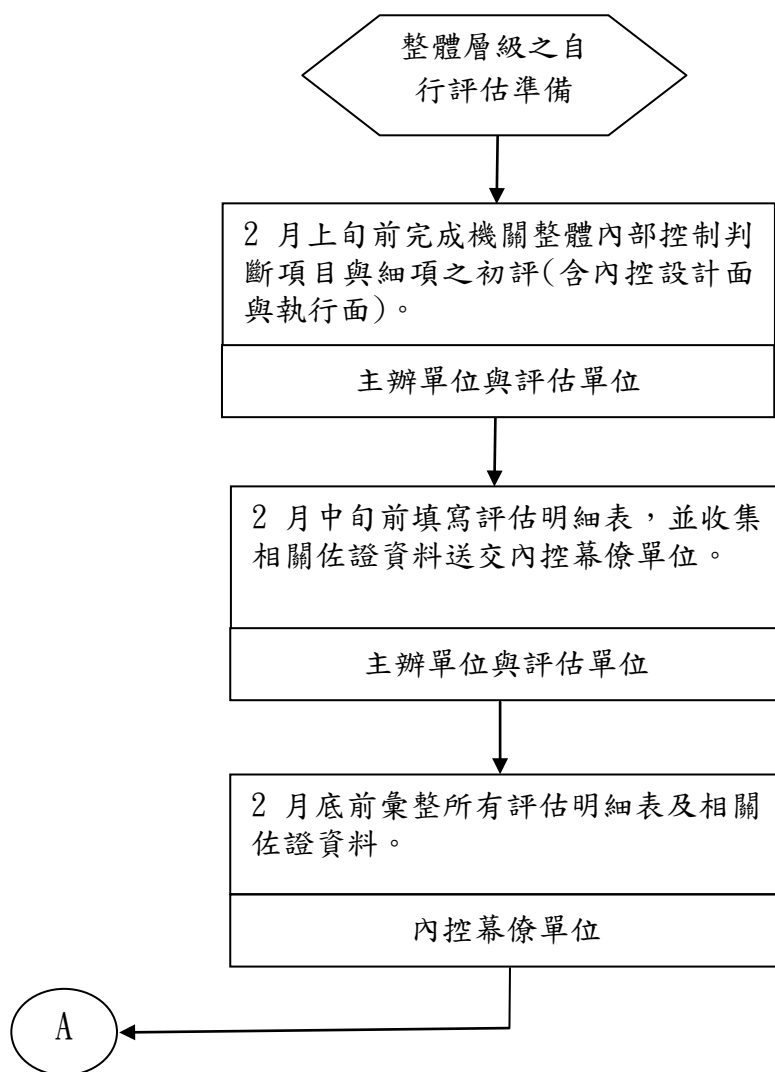 整體層級之自
行評估準備
2 月上旬前完成機關整體內部控制判
斷項目與細項之初評(含內控設計面
與執行面)。
主辦單位與評估單位
2 月中旬前填寫評估明細表，並收集
相關佐證資料送交內控幕僚單位。
主辦單位與評估單位
2 月底前彙整所有評估明細表及相關
佐證資料。
內控幕僚單位
A